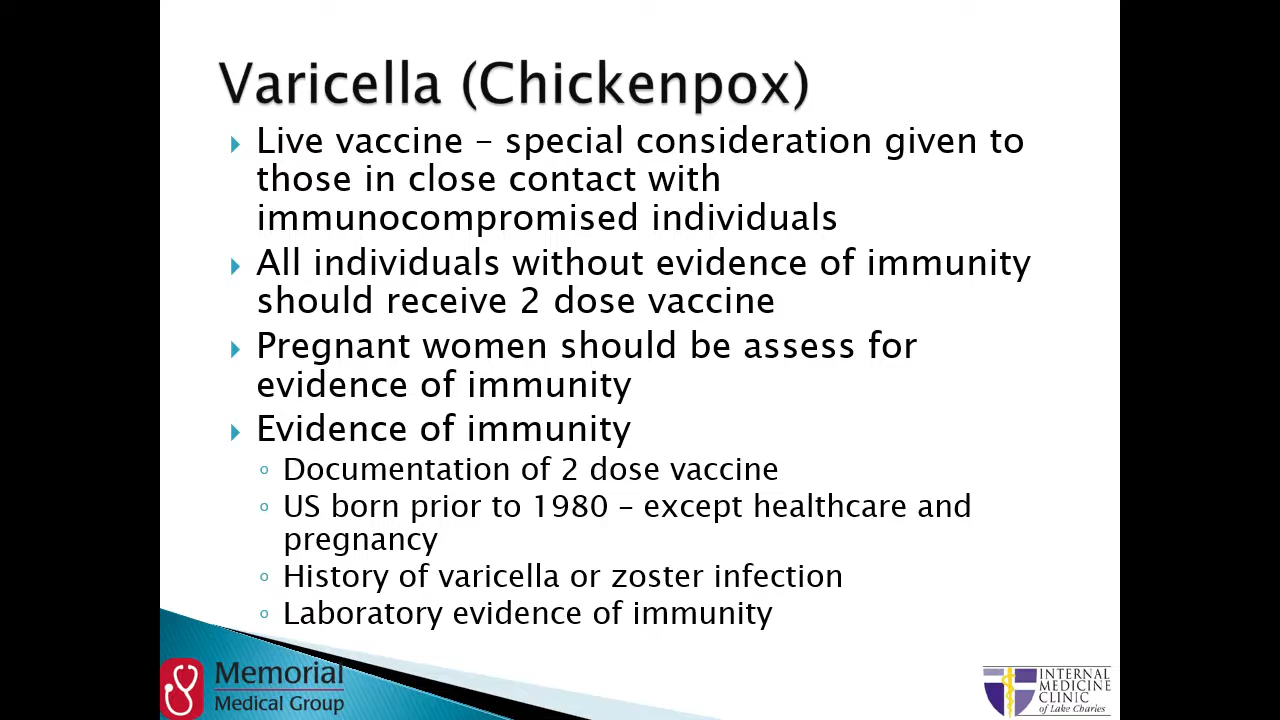 Varicella (Chickenpox)
Live vaccine – special consideration given to
those in close contact with
immunocompromised individuals
All individuals without evidence of immunity
should receive 2 dose vaccine
Pregnant women should be assess for
evidence of immunity
Evidence of immunity
Documentation of 2 dose vaccine
US born prior to 1980 – except healthcare and
pregnancy
History of varicella or zoster infection
Laboratory evidence of immunity
Memorial
Medical Group
INTERNAL
MEDICINE
CLINIC
of Lake Charles